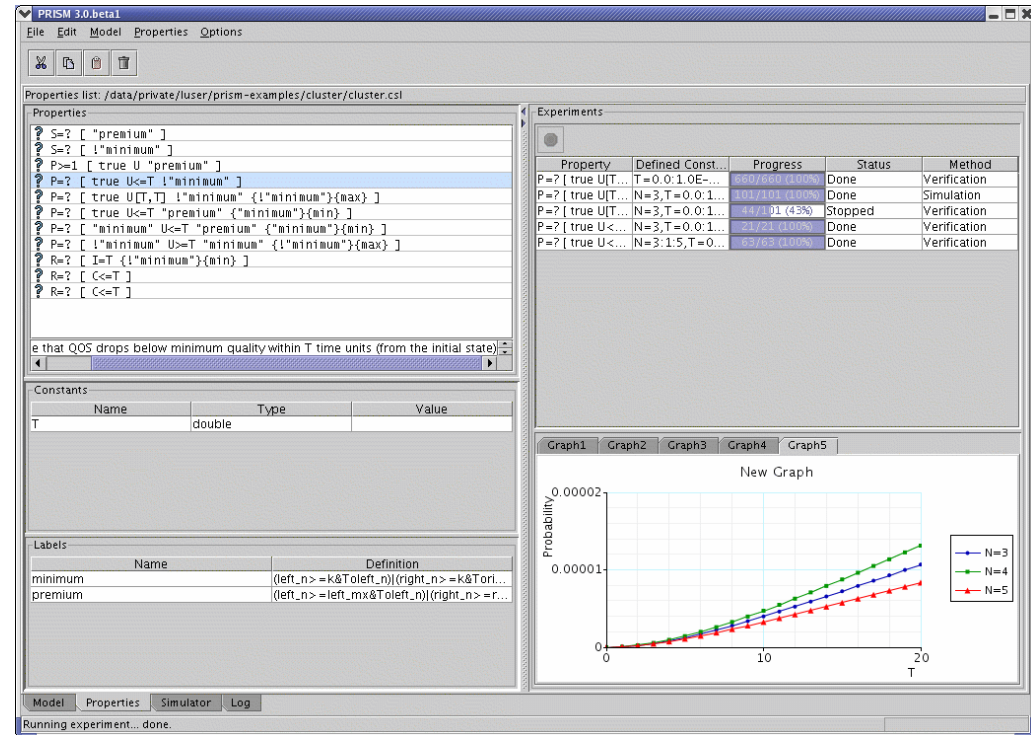 PRISM 3.0.beta1
File Edit Model Properties Options
Properties list: /data/private/luser/prism-examples/cluster/cluster.csl
Properties
? S=? [ "premium" ]
? S=? [ !"minimum" ]
? P>=1 [ true U "premium" ]
? P=? [ true U<=T !"minimum" ]
? P=? [ true U[T,T] !"minimum" {!"minimum"}{max} ]
? P=? [ true U<=T "premium" {"minimum"}{min} ]
? P=? [ "minimum" U<=T "premium" {"minimum"}{min} ]
? P=? [ !"minimum" U>=T "minimum" {!"minimum"}{max} ]
? R=? [ I=T {!"minimum"}{min} ]
? R=? [ C<=T ]
? R=? [ C<=T ]
e that QOS drops below minimum quality within T time units (from the initial state)
Constants
Name Type Value
T double
Labels
Name Definition
minimum (left_n>=k&Toleft_n)|(right_n>=k&Tori...
premium (left_n>=left_mx&Toleft_n)|(right_n>=r...
Experiments
Property Defined Const... Progress Status Method
P=? [ true U[T... T=0.0:1.0E-... 660/660 (100%) Done Verification
P=? [ true U[T... N=3,T=0.0:1... 101/101 (100%) Done Simulation
P=? [ true U[T... N=3,T=0.0:1... 44/101 (43%) Stopped Verification
P=? [ true U<... N=3,T=0.0:1... 21/21 (100%) Done Verification
P=? [ true U<... N=3:1:5,T=0... 63/63 (100%) Done Verification
Graph1 Graph2 Graph3 Graph4 Graph5
New Graph
Probability
0.00002
0.00001
0
0 10 20
T
N=3
N=4
N=5
Model Properties Simulator Log
Running experiment... done.